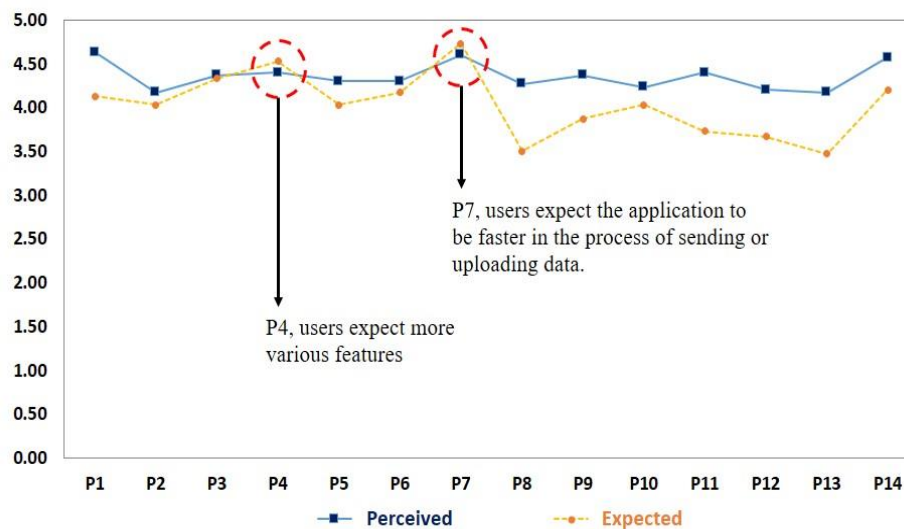 5.00
4.50
4.00
3.50
3.00
2.50
2.00
1.50
1.00
0.50
0.00
P7, users expect the application to
be faster in the process of sending or
uploading data.
P4, users expect more
various features
P1 P2 P3 P4 P5 P6 P7 P8 P9 P10 P11 P12 P13 P14
Perceived Expected